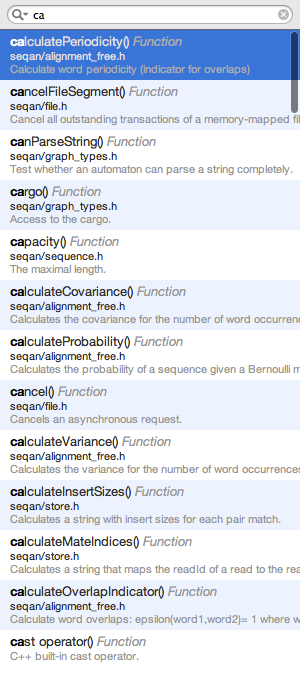 ca
calculatePeriodicity() Function
seqan/alignment_free.h
Calculate word periodicity (indicator for overlaps)
cancelFileSegment() Function
seqan/file.h
Cancel all outstanding transactions of a memory-mapped fil
canParseString() Function
seqan/graph_types.h
Test whether an automaton can parse a string completely.
cargo() Function
seqan/graph_types.h
Access to the cargo.
capacity() Function
seqan/sequence.h
The maximal length.
calculateCovariance() Function
seqan/alignment_free.h
Calculates the covariance for the number of word occurrenc
calculateProbability() Function
seqan/alignment_free.h
Calculates the probability of a sequence given a Bernoulli m
cancel() Function
seqan/file.h
Cancels an asynchronous request.
calculateVariance() Function
seqan/alignment_free.h
Calculates the variance for the number of word occurrences
calculateInsertSizes() Function
seqan/store.h
Calculates a string with insert sizes for each pair match.
calculateMateIndices() Function
seqan/store.h
Calculates a string that maps the readId of a read to the rea
calculateOverlapIndicator() Function
seqan/alignment_free.h
Calculate word overlaps: epsilon(word1,word2)= 1 where w
cast operator() Function
C++ built-in cast operator.